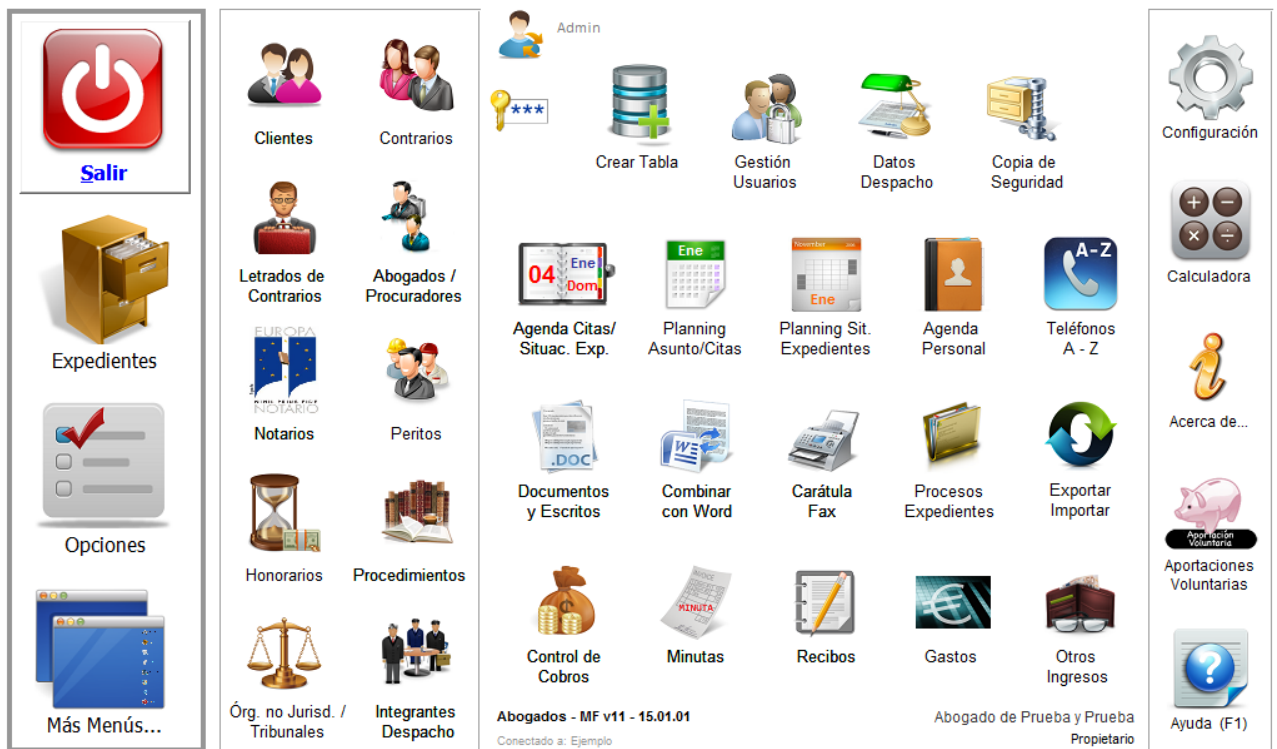 Salir
Expedientes
Opciones
Más Menús...
Clientes
Contrarios
Letrados de
Contrarios
Abogados /
Procuradores
EUROPA
NOTARIO
Notarios
Peritos
Honorarios
Procedimientos
Órg. no Jurisd. /
Tribunales
Integrantes
Despacho
Admin
***
Crear Tabla
Gestión
Usuarios
Datos
Despacho
Copia de
Seguridad
04
Ene
Dom
Agenda Citas/
Situac. Exp.
Ene
Planning
Asunto/Citas
November
Ene
Planning Sit.
Expedientes
Agenda
Personal
A-Z
Teléfonos
A - Z
.DOC
Documentos
y Escritos
W
Combinar
con Word
Carátula
Fax
Procesos
Expedientes
Exportar
Importar
Control de
Cobros
INVOICE
MINUTA
Minutas
Recibos
€
Gastos
Otros
Ingresos
Abogados - MF v11 - 15.01.01
Conectado a: Ejemplo
Abogado de Prueba y Prueba
Propietario
Configuración
Calculadora
Acerca de...
Aportación
Voluntaria
Aportaciones
Voluntarias
Ayuda (F1)